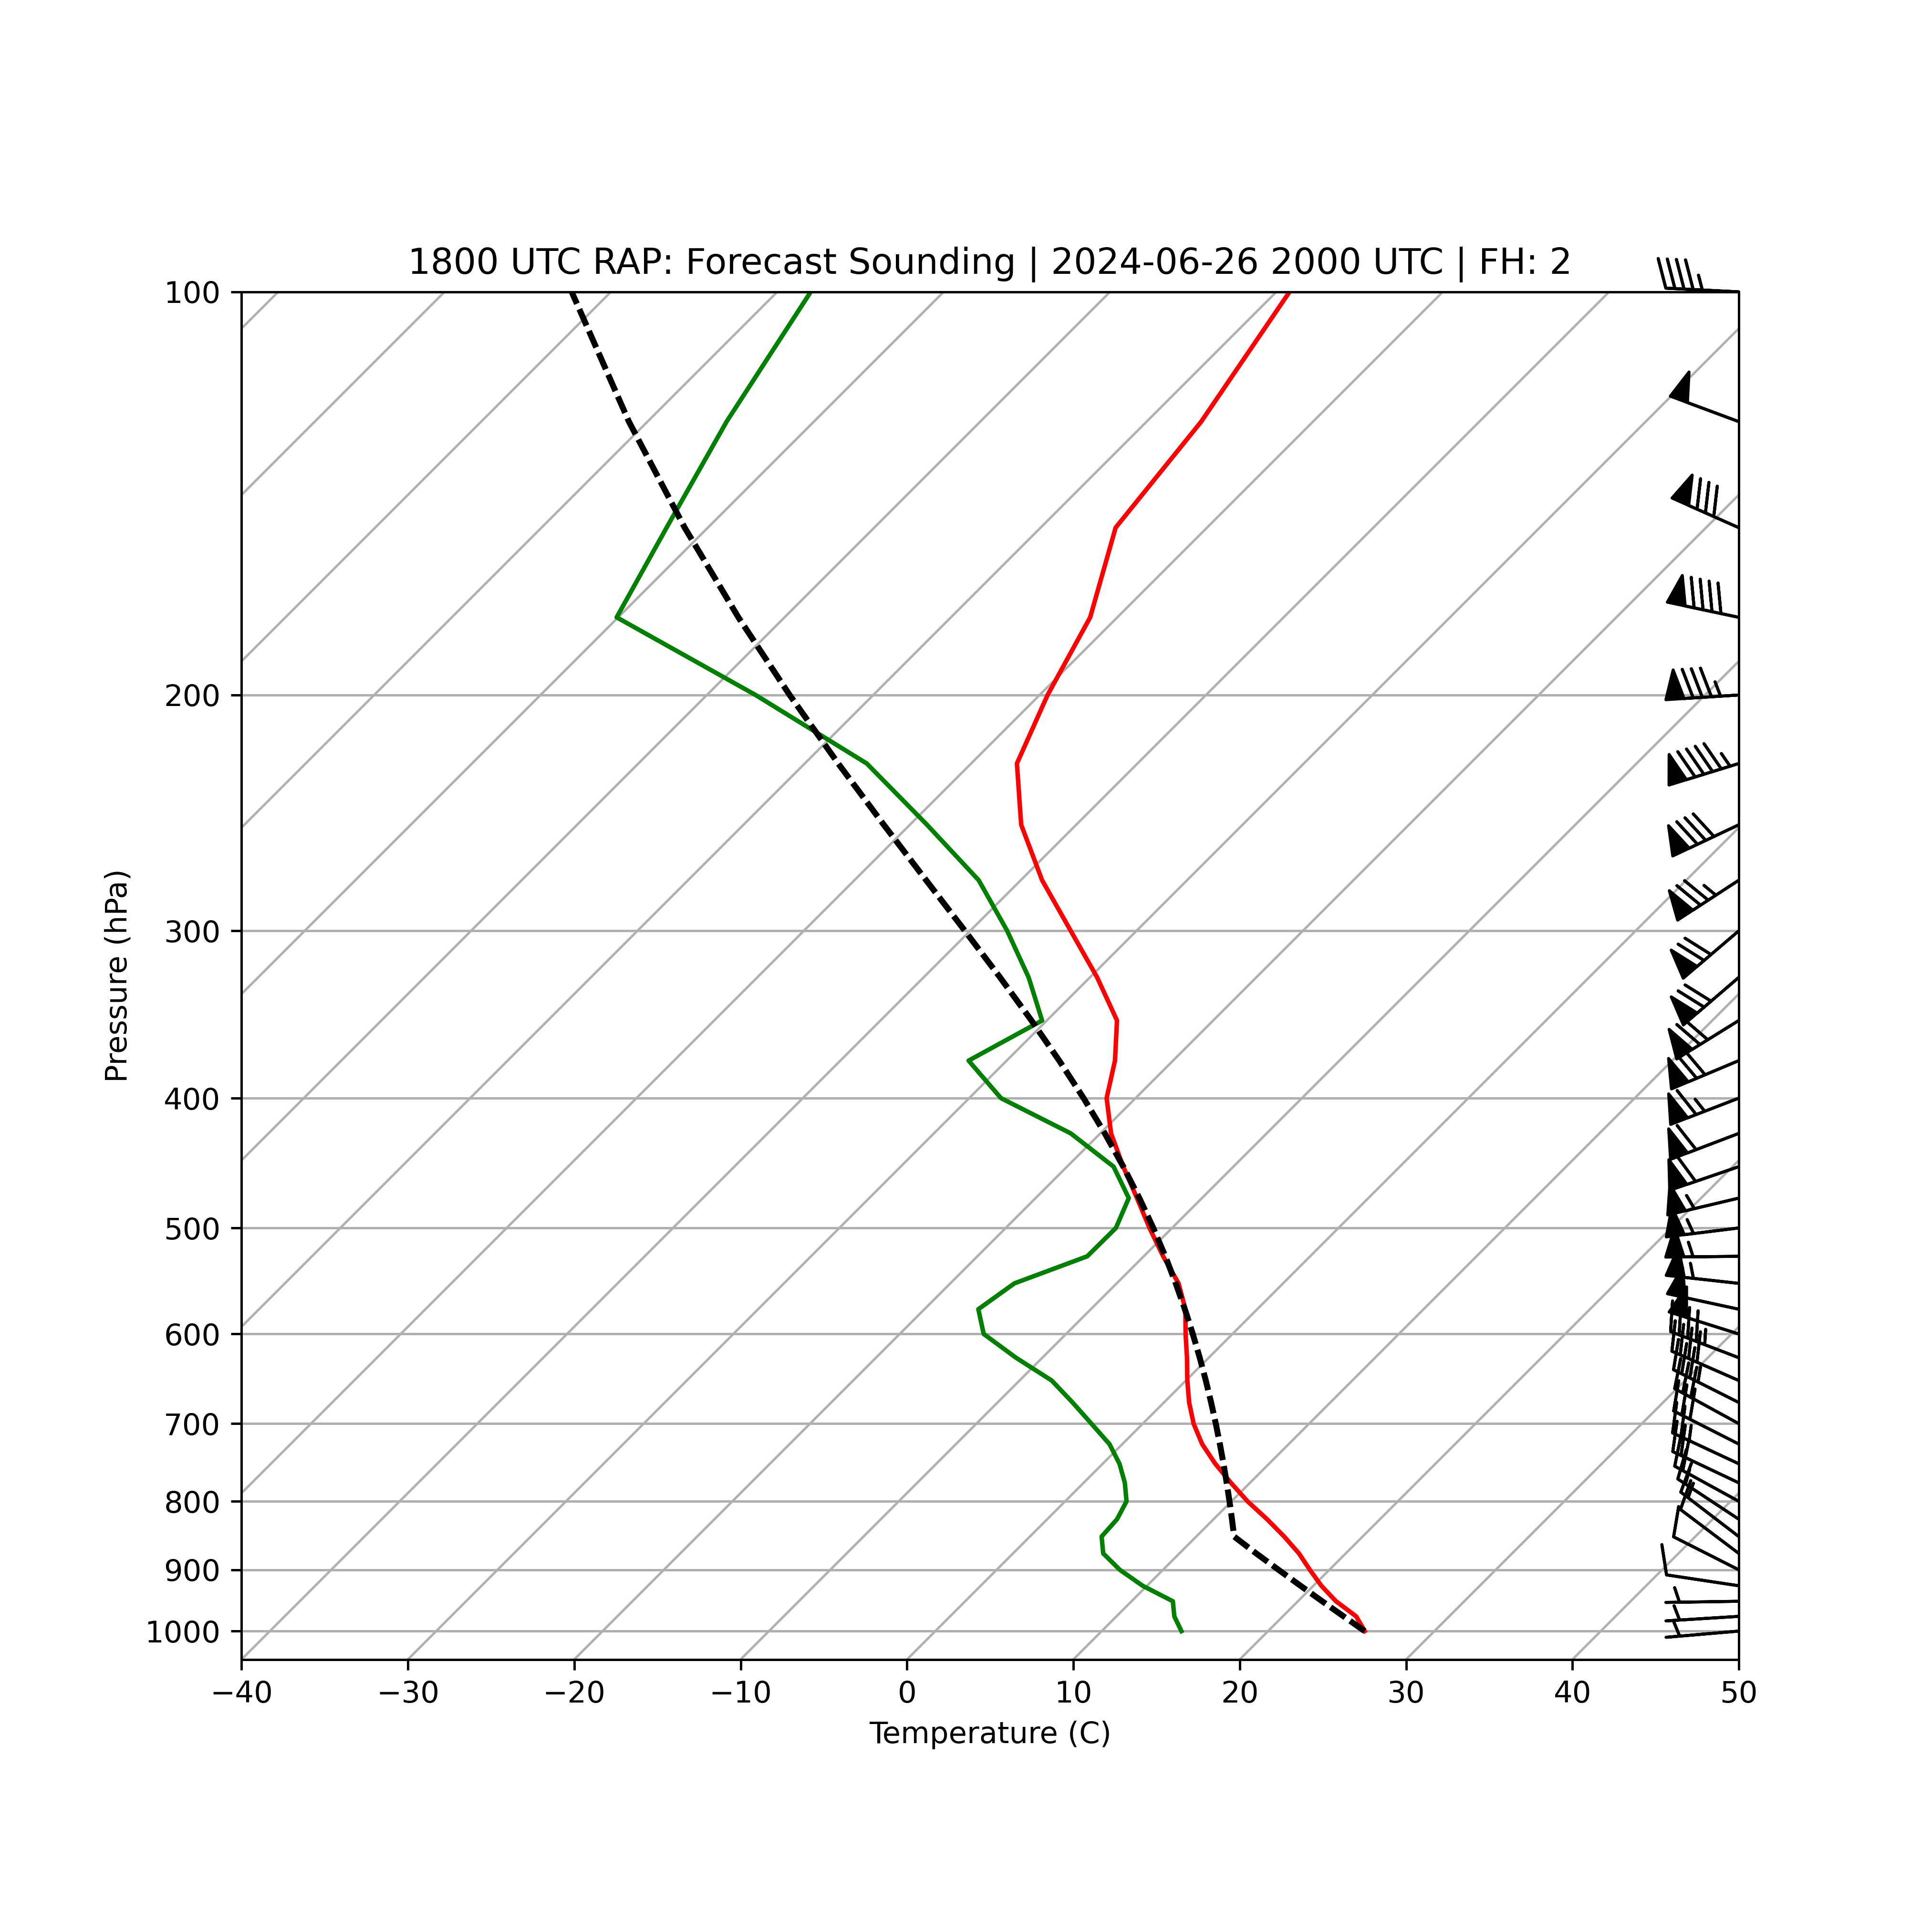 1800 UTC RAP: Forecast Sounding | 2024-06-26 2000 UTC | FH: 2
100
200
300
400
500
600
700
800
900
1000
Pressure (hPa)
−40 −30 −20 −10 0 10 20 30 40 50
Temperature (C)